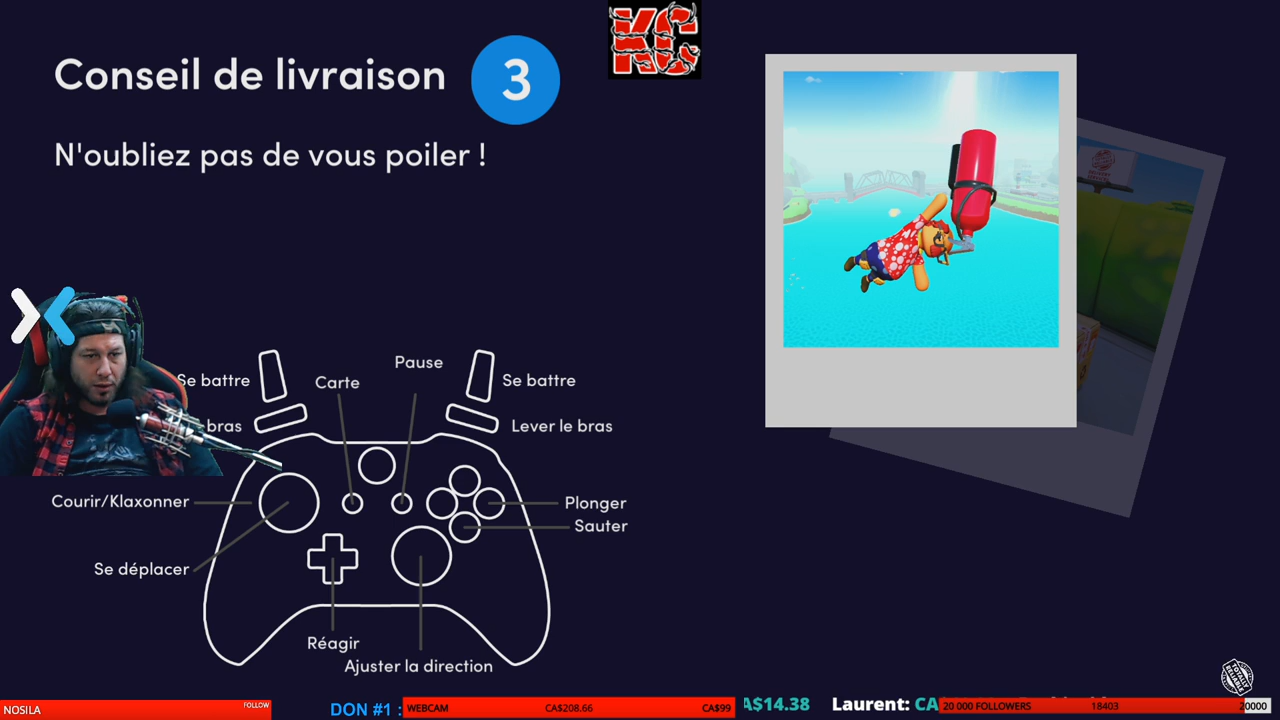 Conseil de livraison 3
KC
N'oubliez pas de vous poiler !
Pause
Se battre
Carte
Se battre
bras
Lever le bras
Courir/Klaxonner
Plonger
Sauter
Se déplacer
Réagir
Ajuster la direction
NOSILA
FOLLOW
DON #1 :
WEBCAM
CA$208.66
CA$99
A$14.38
Laurent: CA
20 000 FOLLOWERS
18403
20000